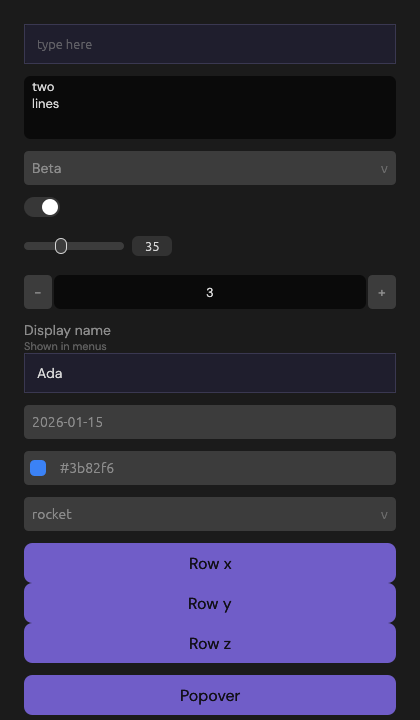 type here
two
lines
Beta v
35
- 3 +
Display name
Shown in menus
Ada
2026-01-15
#3b82f6
rocket v
Row x
Row y
Row z
Popover